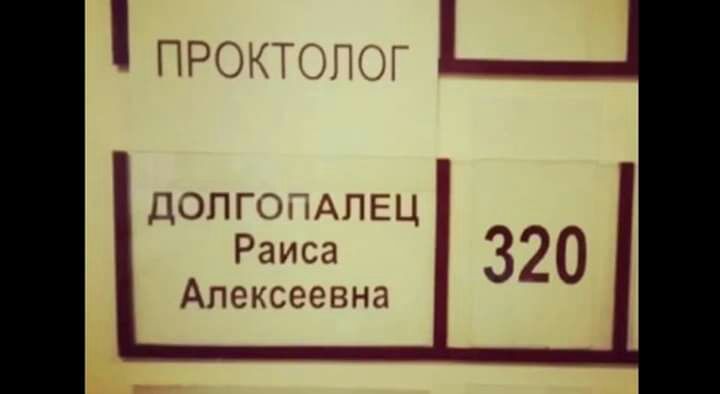 ПРОКТОЛОГ
ДОЛГОПАЛЕЦ
Раиса
Алексеевна
320